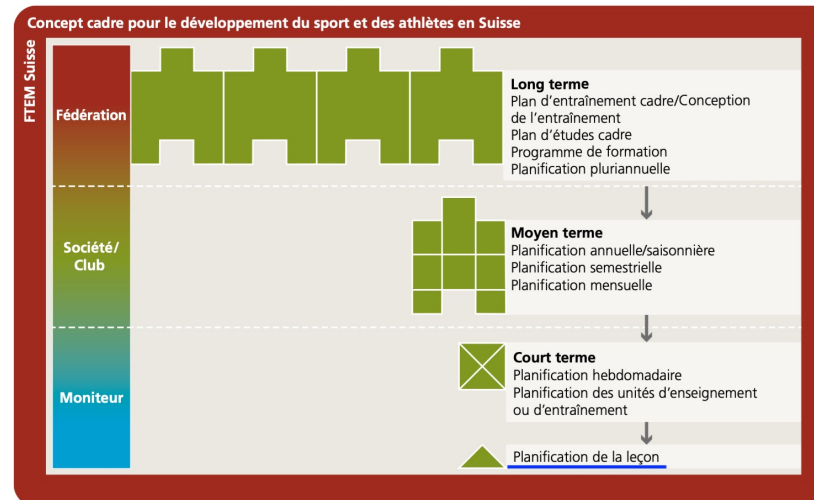 Concept cadre pour le développement du sport et des athlètes en Suisse
FTEM Suisse
Fédération
Long terme
Plan d'entraînement cadre/Conception
de l'entraînement
Plan d'études cadre
Programme de formation
Planification pluriannuelle
Société/
Club
Moyen terme
Planification annuelle/saisonnière
Planification semestrielle
Planification mensuelle
Moniteur
Court terme
Planification hebdomadaire
Planification des unités d'enseignement
ou d'entraînement
Planification de la leçon